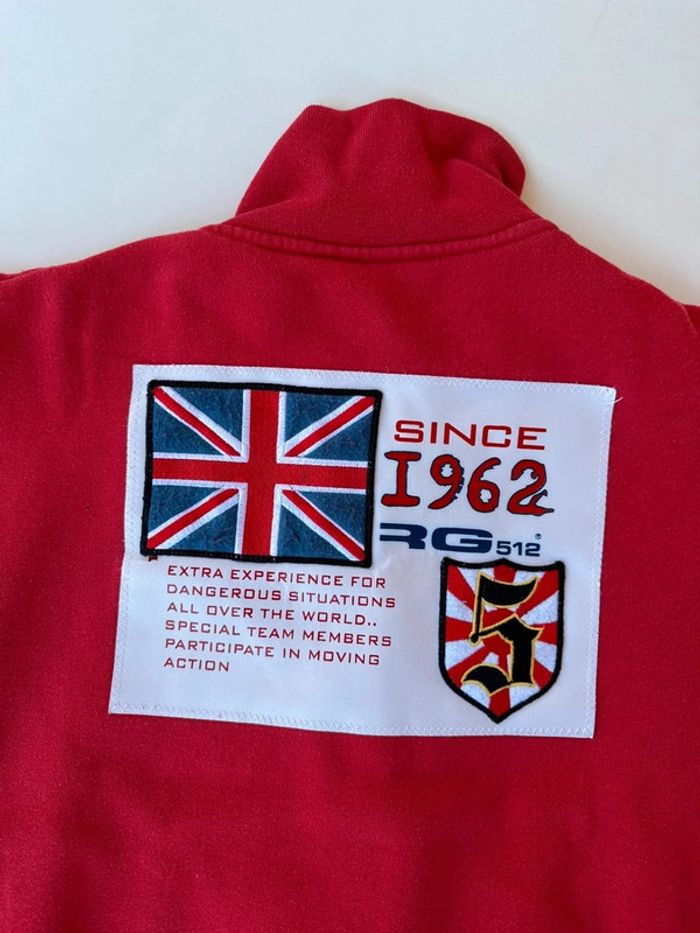 SINCE
1962
RG512
EXTRA EXPERIENCE FOR
DANGEROUS SITUATIONS
ALL OVER THE WORLD..
SPECIAL TEAM MEMBERS
PARTICIPATE IN MOVING
ACTION
5